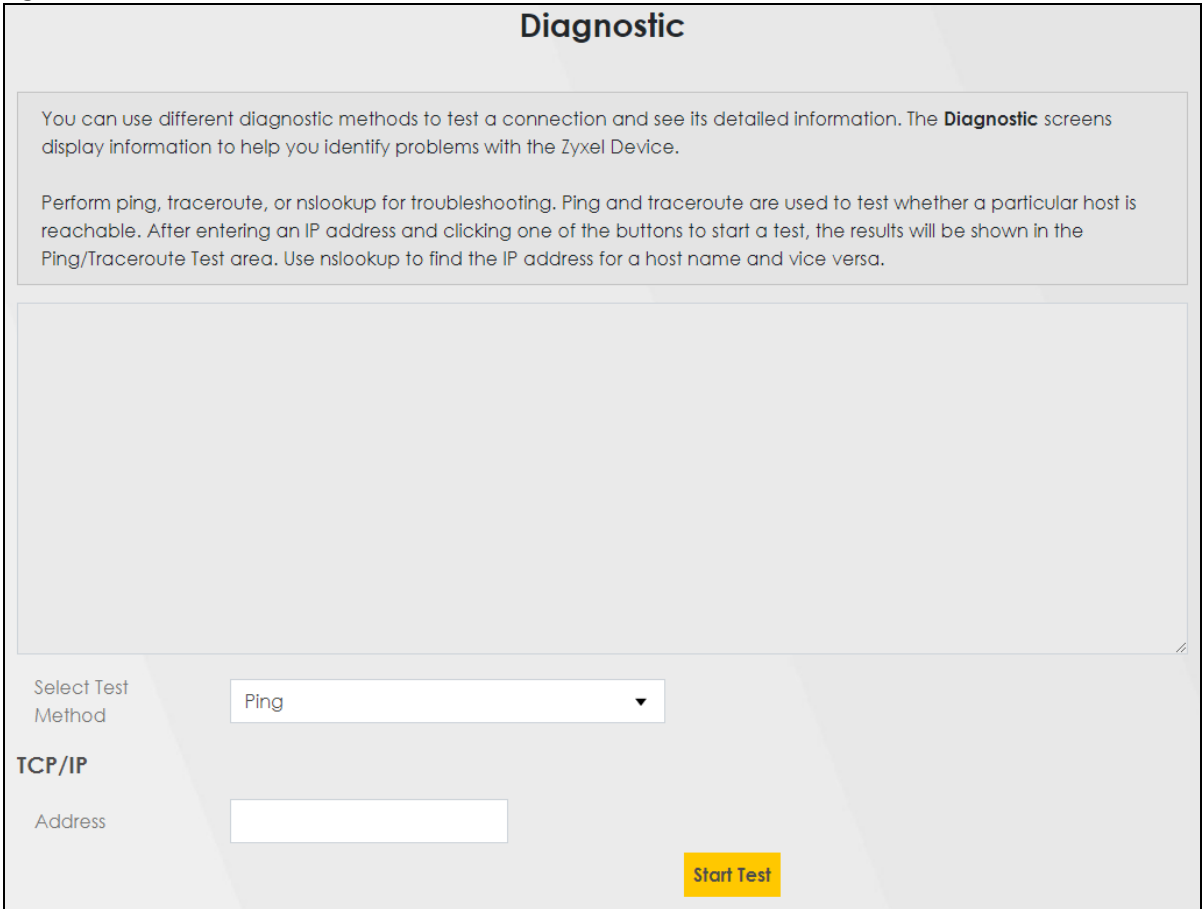 Diagnostic
You can use different diagnostic methods to test a connection and see its detailed information. The Diagnostic screens
display information to help you identify problems with the Zyxel Device.
Perform ping, traceroute, or nslookup for troubleshooting. Ping and traceroute are used to test whether a particular host is
reachable. After entering an IP address and clicking one of the buttons to start a test, the results will be shown in the
Ping/Traceroute Test area. Use nslookup to find the IP address for a host name and vice versa.
Select Test
Method
Ping
TCP/IP
Address
Start Test